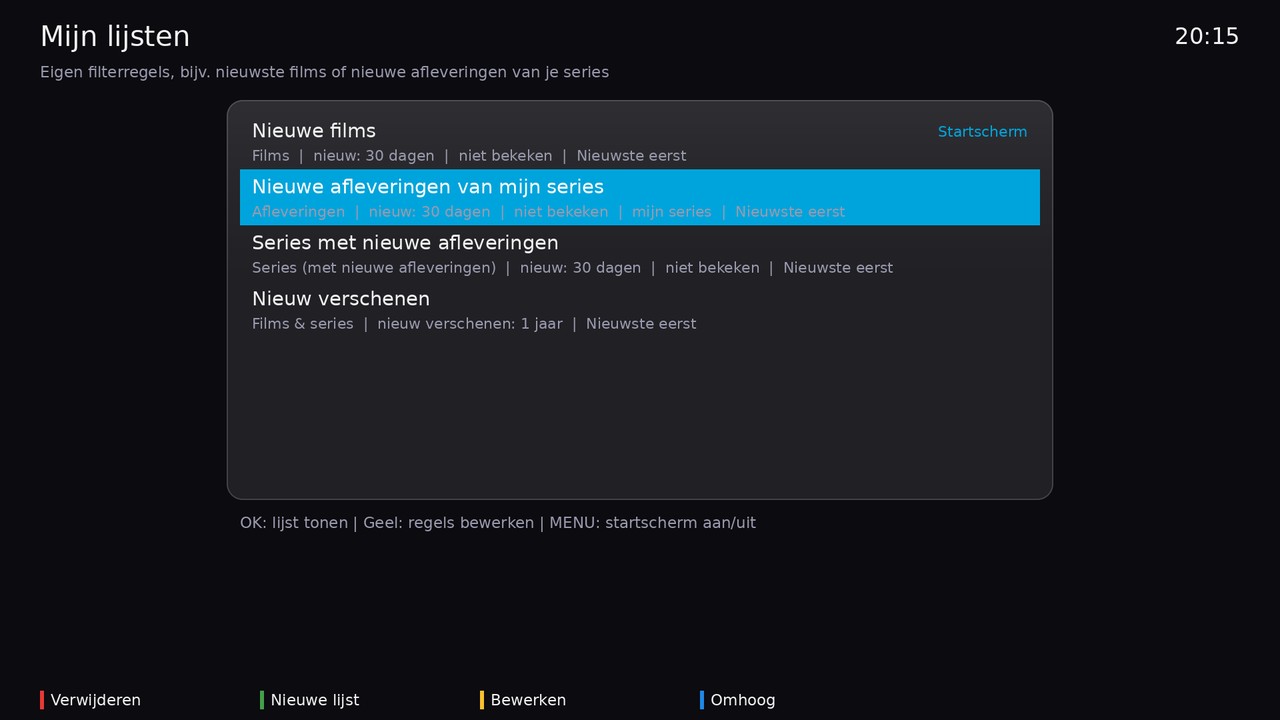 Mijn lijsten
20:15
Eigen filterregels, bijv. nieuwste films of nieuwe afleveringen van je series
Nieuwe films
Startscherm
Films | nieuw: 30 dagen | niet bekeken | Nieuwste eerst
Nieuwe afleveringen van mijn series
Afleveringen | nieuw: 30 dagen | niet bekeken | mijn series | Nieuwste eerst
Series met nieuwe afleveringen
Series (met nieuwe afleveringen) | nieuw: 30 dagen | niet bekeken | Nieuwste eerst
Nieuw verschenen
Films & series | nieuw verschenen: 1 jaar | Nieuwste eerst
OK: lijst tonen | Geel: regels bewerken | MENU: startscherm aan/uit
Verwijderen
Nieuwe lijst
Bewerken
Omhoog